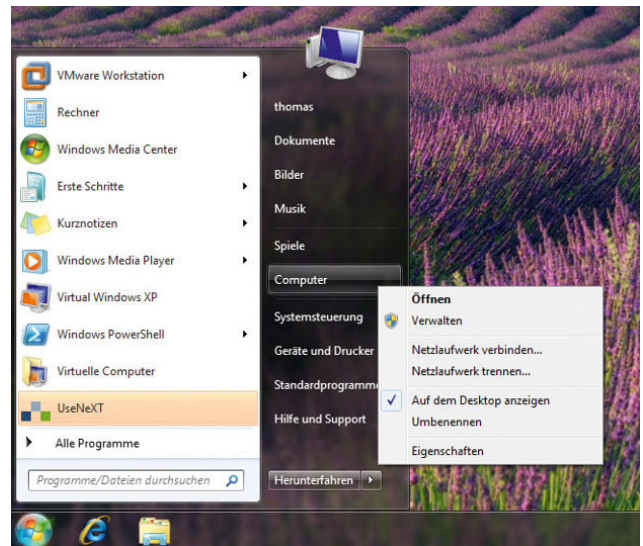 VMware Workstation
Rechner
Windows Media Center
Erste Schritte
Kurznotizen
Windows Media Player
Virtual Windows XP
Windows PowerShell
Virtuelle Computer
UseNeXT
Alle Programme
Programme/Dateien durchsuchen
thomas
Dokumente
Bilder
Musik
Spiele
Computer
Systemsteuerung
Geräte und Drucker
Standardprogramme
Hilfe und Support
Herunterfahren
Öffnen
Verwalten
Netzlaufwerk verbinden...
Netzlaufwerk trennen...
Auf dem Desktop anzeigen
Umbenennen
Eigenschaften